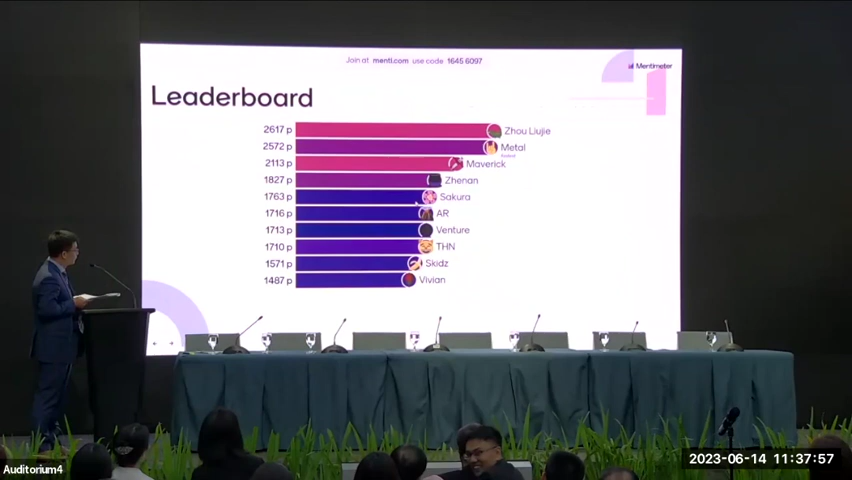 Join at menti.com use code 1645 6097
Mentimeter
Leaderboard
2617 p Zhou Liujie
2572 p Metal
2113 p Maverick
1827 p Zhenan
1763 p Sakura
1716 p AR
1713 p Venture
1710 p THN
1571 p Skidz
1487 p Vivian
Auditorium4
2023-06-14 11:37:57